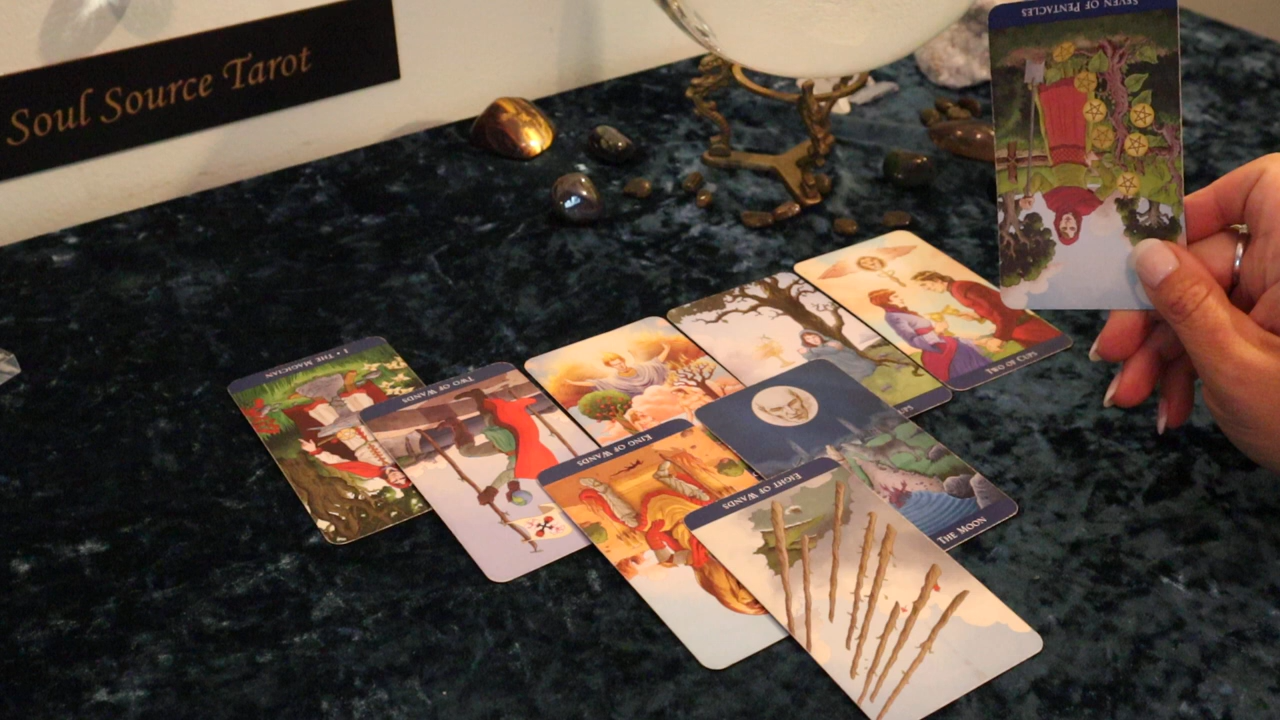 Soul Source Tarot
SEVEN OF PENTACLES
I • THE MAGICIAN
TWO OF WANDS
TWO OF CUPS
KING OF WANDS
EIGHT OF WANDS
THE MOON